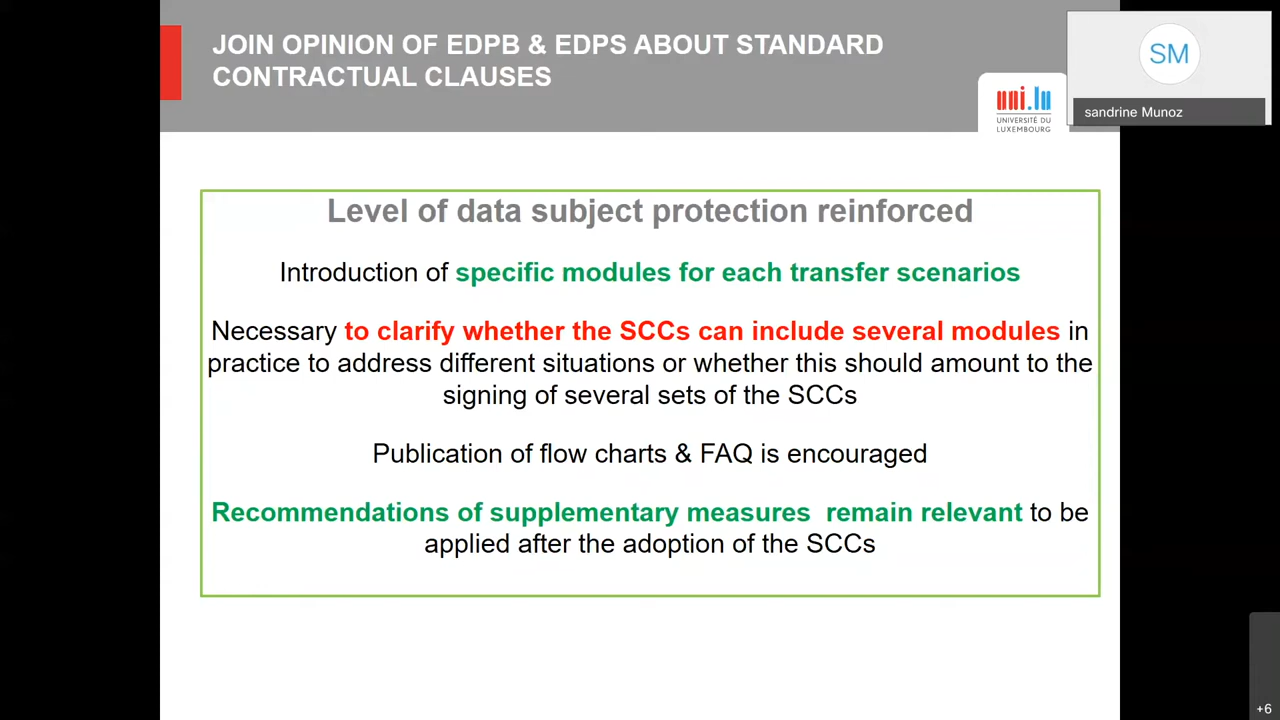 JOIN OPINION OF EDPB & EDPS ABOUT STANDARD
CONTRACTUAL CLAUSES
uni.lu
UNIVERSITÉ DU
LUXEMBOURG
SM
sandrine Munoz
Level of data subject protection reinforced
Introduction of specific modules for each transfer scenarios
Necessary to clarify whether the SCCs can include several modules in
practice to address different situations or whether this should amount to the
signing of several sets of the SCCs
Publication of flow charts & FAQ is encouraged
Recommendations of supplementary measures  remain relevant to be
applied after the adoption of the SCCs
+6